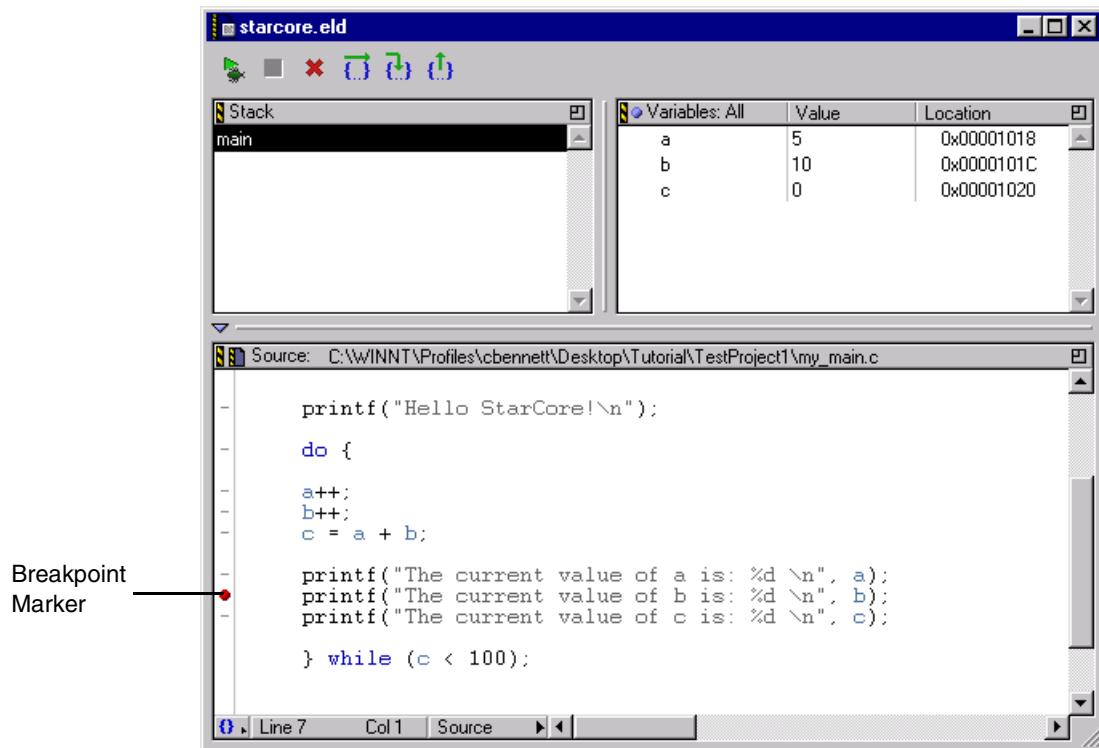 starcore.eld
Stack
main
Variables: All Value Location
a 5 0x00001018
b 10 0x0000101C
c 0 0x00001020
Source: C:\WINNT\Profiles\cbennett\Desktop\Tutorial\TestProject1\my_main.c
printf("Hello StarCore!\n");
do {
a++;
b++;
c = a + b;
printf("The current value of a is: %d \n", a);
printf("The current value of b is: %d \n", b);
printf("The current value of c is: %d \n", c);
} while (c < 100);
Breakpoint
Marker
Line 7 Col 1 Source